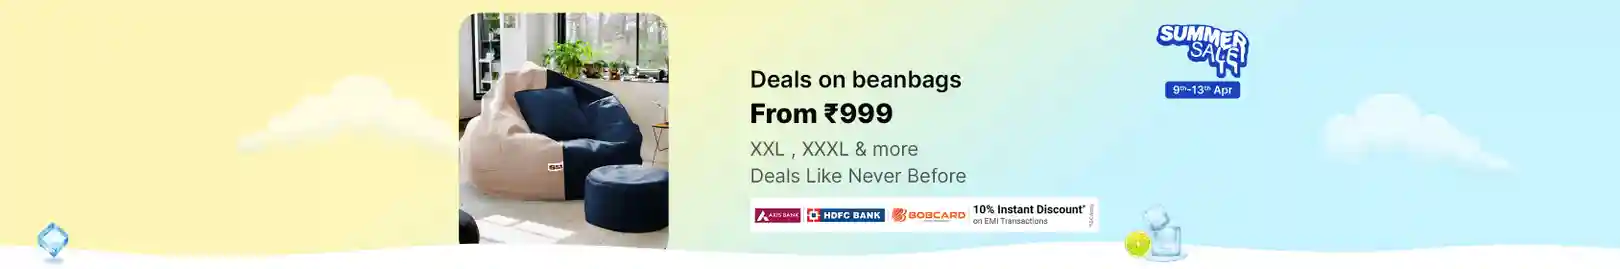 Deals on beanbags
From ₹999
XXL , XXXL & more
Deals Like Never Before
AXIS BANK HDFC BANK BOBCARD 10% Instant Discount*
on EMI Transactions
SUMMER
SALE
9th-13th Apr